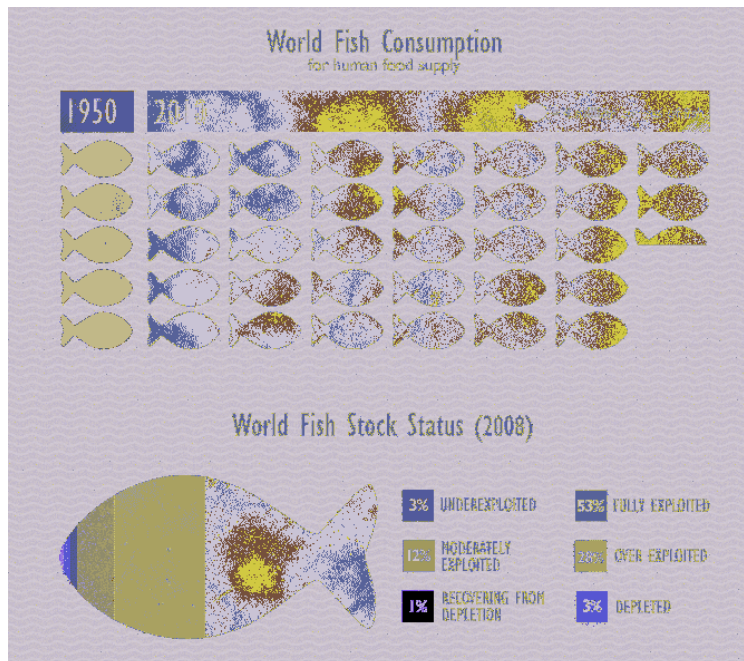 World Fish Consumption
for human food supply
1950
World Fish Stock Status (2008)
3% UNDEREXPLOITED
53% FULLY EXPLOITED
12% MODERATELY
EXPLOITED
OVER EXPLOITED
1% RECOVERING FROM
DEPLETION
3% DEPLETED